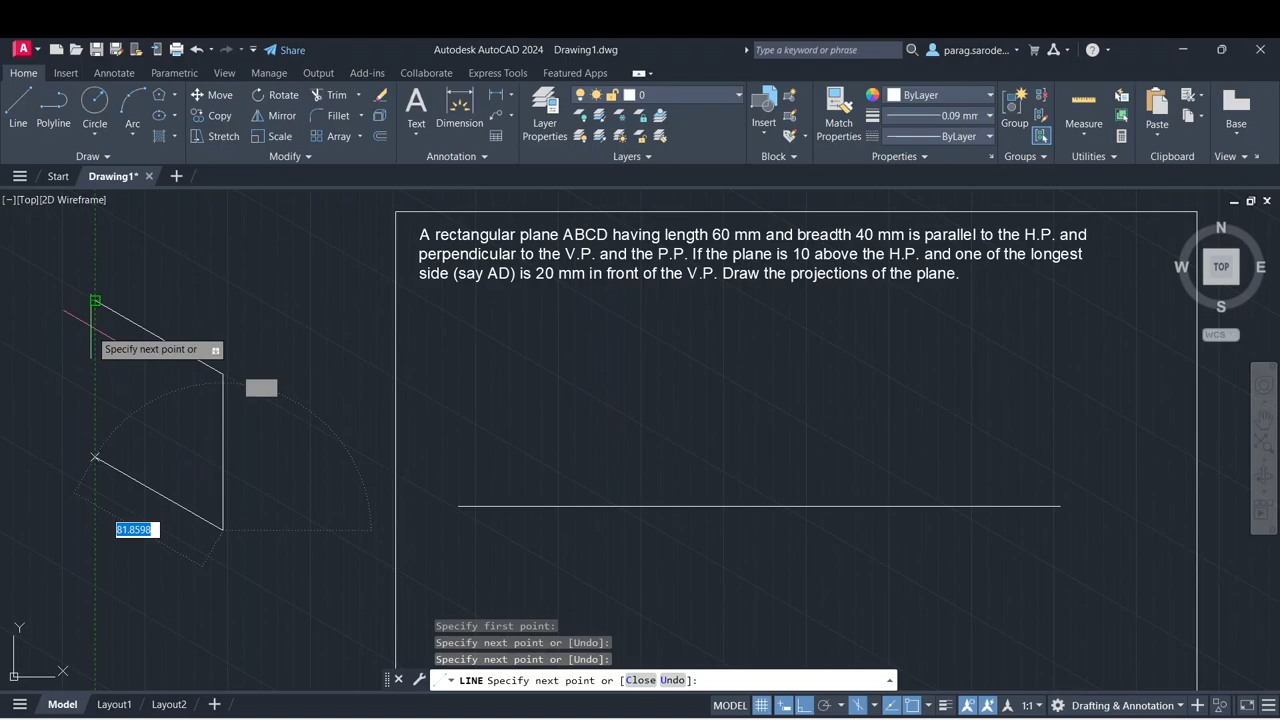 Share
Autodesk AutoCAD 2024 Drawing1.dwg
Type a keyword or phrase
parag.sarode...
Home Insert Annotate Parametric View Manage Output Add-ins Collaborate Express Tools Featured Apps
Line Polyline Circle Arc
Move Rotate Trim
Copy Mirror Fillet
Stretch Scale Array
Text Dimension
Layer Properties
0
Insert
Match Properties
ByLayer
0.09 mm
ByLayer
Group
Measure
Paste
Base
Draw Modify Annotation Layers Block Properties Groups Utilities Clipboard View
Start Drawing1*
[−][Top][2D Wireframe]
A rectangular plane ABCD having length 60 mm and breadth 40 mm is parallel to the H.P. and
perpendicular to the V.P. and the P.P. If the plane is 10 above the H.P. and one of the longest
side (say AD) is 20 mm in front of the V.P. Draw the projections of the plane.
N
W TOP E
S
WCS
Specify next point or
81.8598
Specify first point:
Specify next point or [Undo]:
Specify next point or [Undo]:
LINE Specify next point or [Close Undo]:
Y
X
Model Layout1 Layout2
MODEL
1:1
Drafting & Annotation